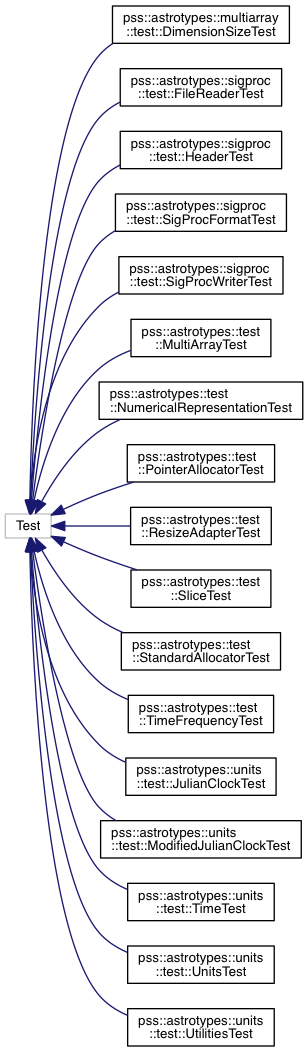 pss::astrotypes::multiarray
::test::DimensionSizeTest
pss::astrotypes::sigproc
::test::FileReaderTest
pss::astrotypes::sigproc
::test::HeaderTest
pss::astrotypes::sigproc
::test::SigProcFormatTest
pss::astrotypes::sigproc
::test::SigProcWriterTest
pss::astrotypes::test
::MultiArrayTest
pss::astrotypes::test
::NumericalRepresentationTest
pss::astrotypes::test
::PointerAllocatorTest
Test
pss::astrotypes::test
::ResizeAdapterTest
pss::astrotypes::test
::SliceTest
pss::astrotypes::test
::StandardAllocatorTest
pss::astrotypes::test
::TimeFrequencyTest
pss::astrotypes::units
::test::JulianClockTest
pss::astrotypes::units
::test::ModifiedJulianClockTest
pss::astrotypes::units
::test::TimeTest
pss::astrotypes::units
::test::UnitsTest
pss::astrotypes::units
::test::UtilitiesTest